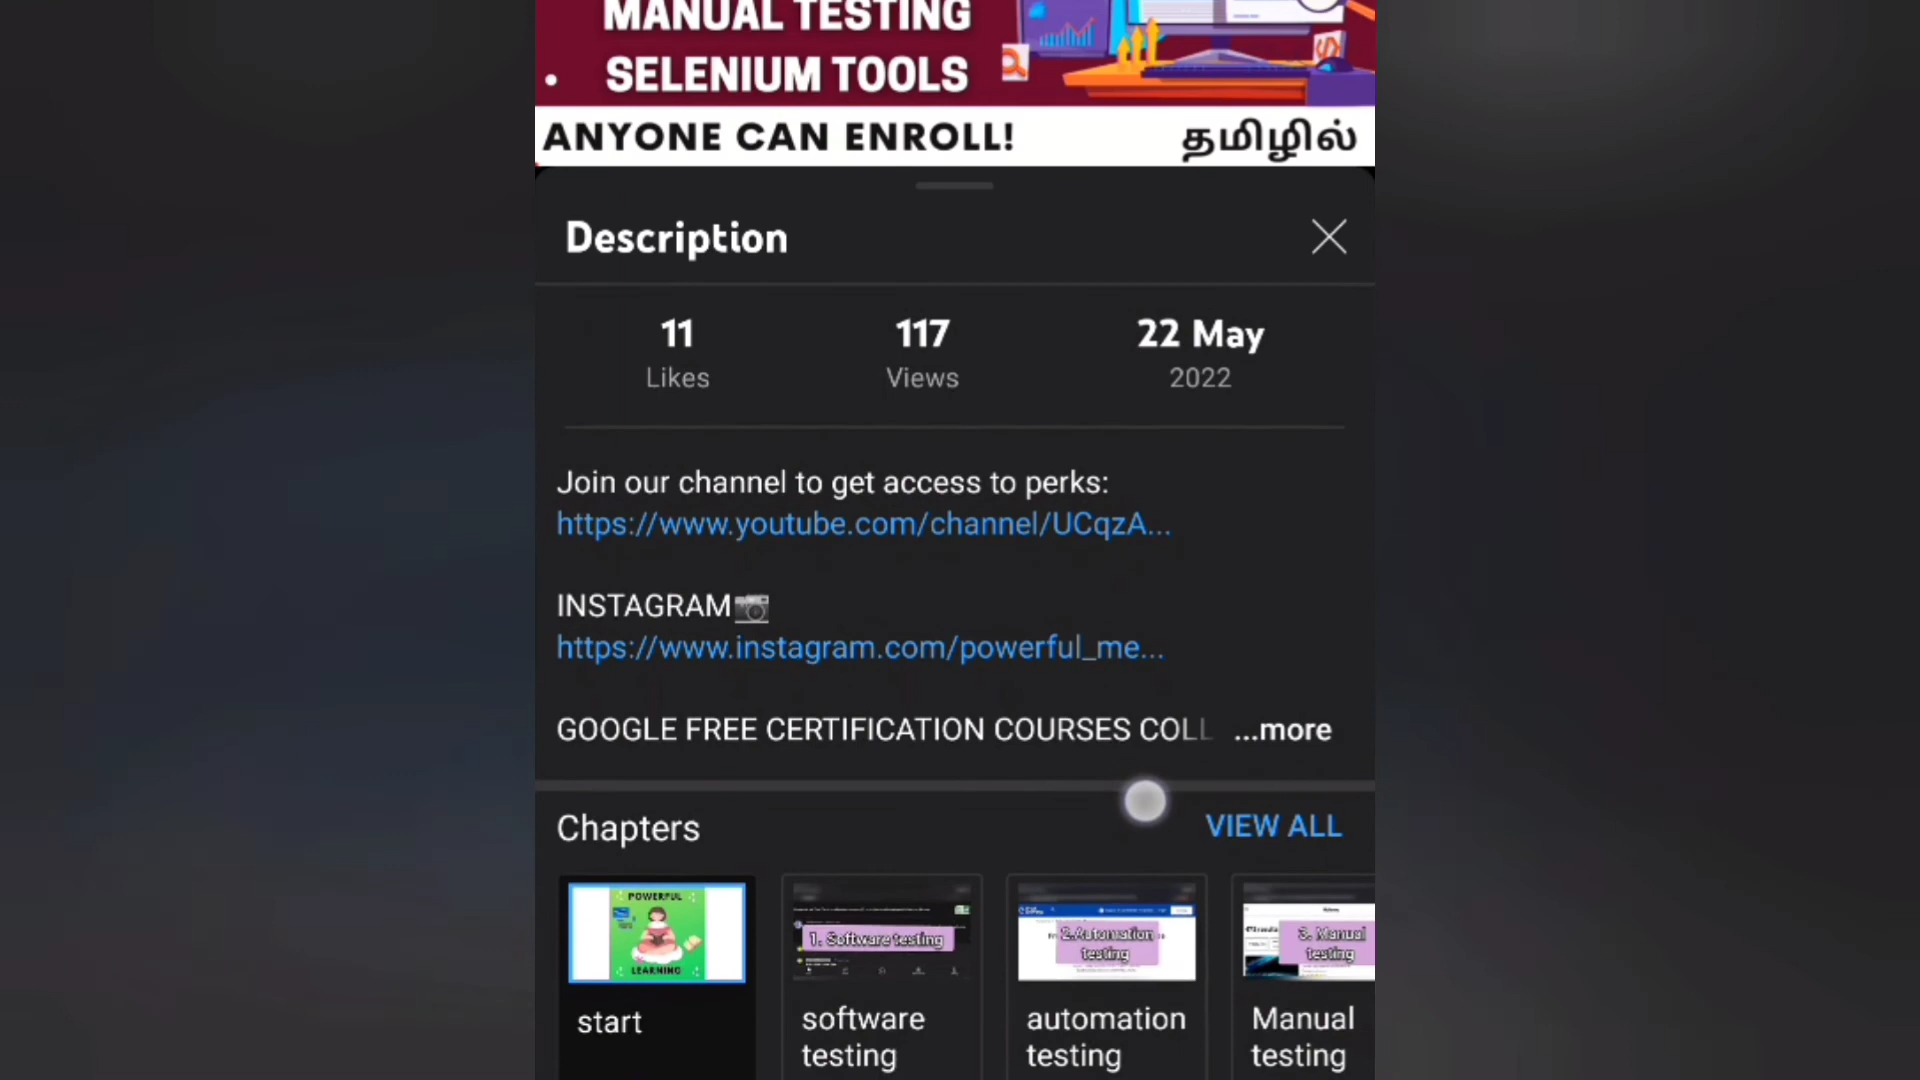 MANUAL TESTING
• SELENIUM TOOLS
ANYONE CAN ENROLL! தமிழில்
Description
11 117 22 May
Likes Views 2022
Join our channel to get access to perks:
https://www.youtube.com/channel/UCqzA...
INSTAGRAM📷
https://www.instagram.com/powerful_me...
GOOGLE FREE CERTIFICATION COURSES COLL ...more
Chapters VIEW ALL
POWERFUL
LEARNING
1. Software testing
2.Automation
testing
3. Manual
testing
start
software
testing
automation
testing
Manual
testing